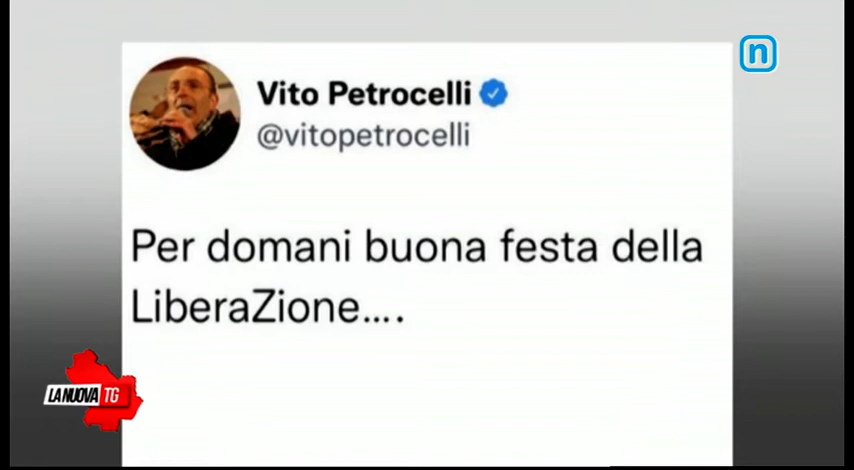 n
Vito Petrocelli
@vitopetrocelli
Per domani buona festa della
LiberaZione....
LA NUOVA TG